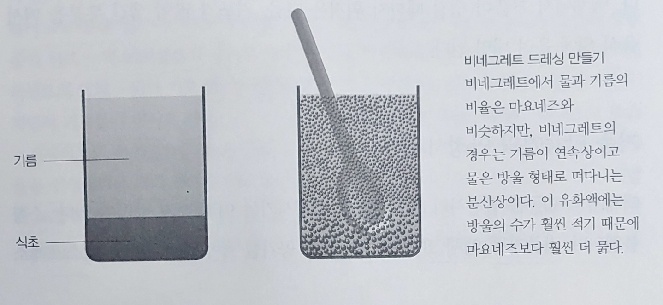 기름
식초
비네그레트 드레싱 만들기
비네그레트에서 물과 기름의
비율은 마요네즈와
비슷하지만, 비네그레트의
경우는 기름이 연속상이고
물은 방울 형태로 떠다니는
분산상이다. 이 유화액에는
방울의 수가 훨씬 적기 때문에
마요네즈보다 훨씬 더 묽다.